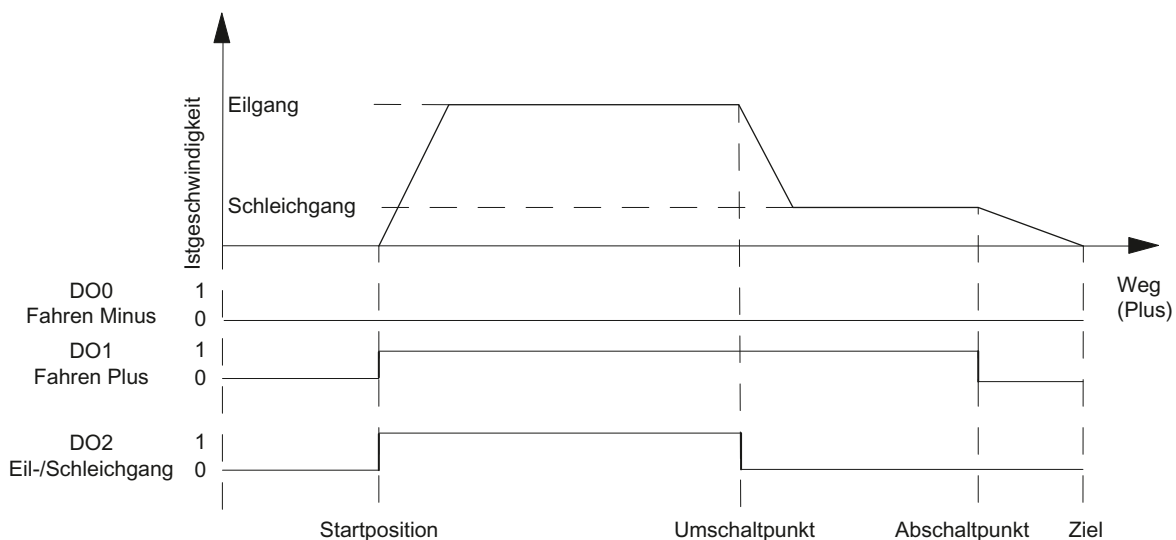 Istgeschwindigkeit
Eilgang
Schleichgang
Weg
(Plus)
DO0
Fahren Minus
1
0
DO1
Fahren Plus
1
0
DO2
Eil-/Schleichgang
1
0
Startposition
Umschaltpunkt
Abschaltpunkt
Ziel